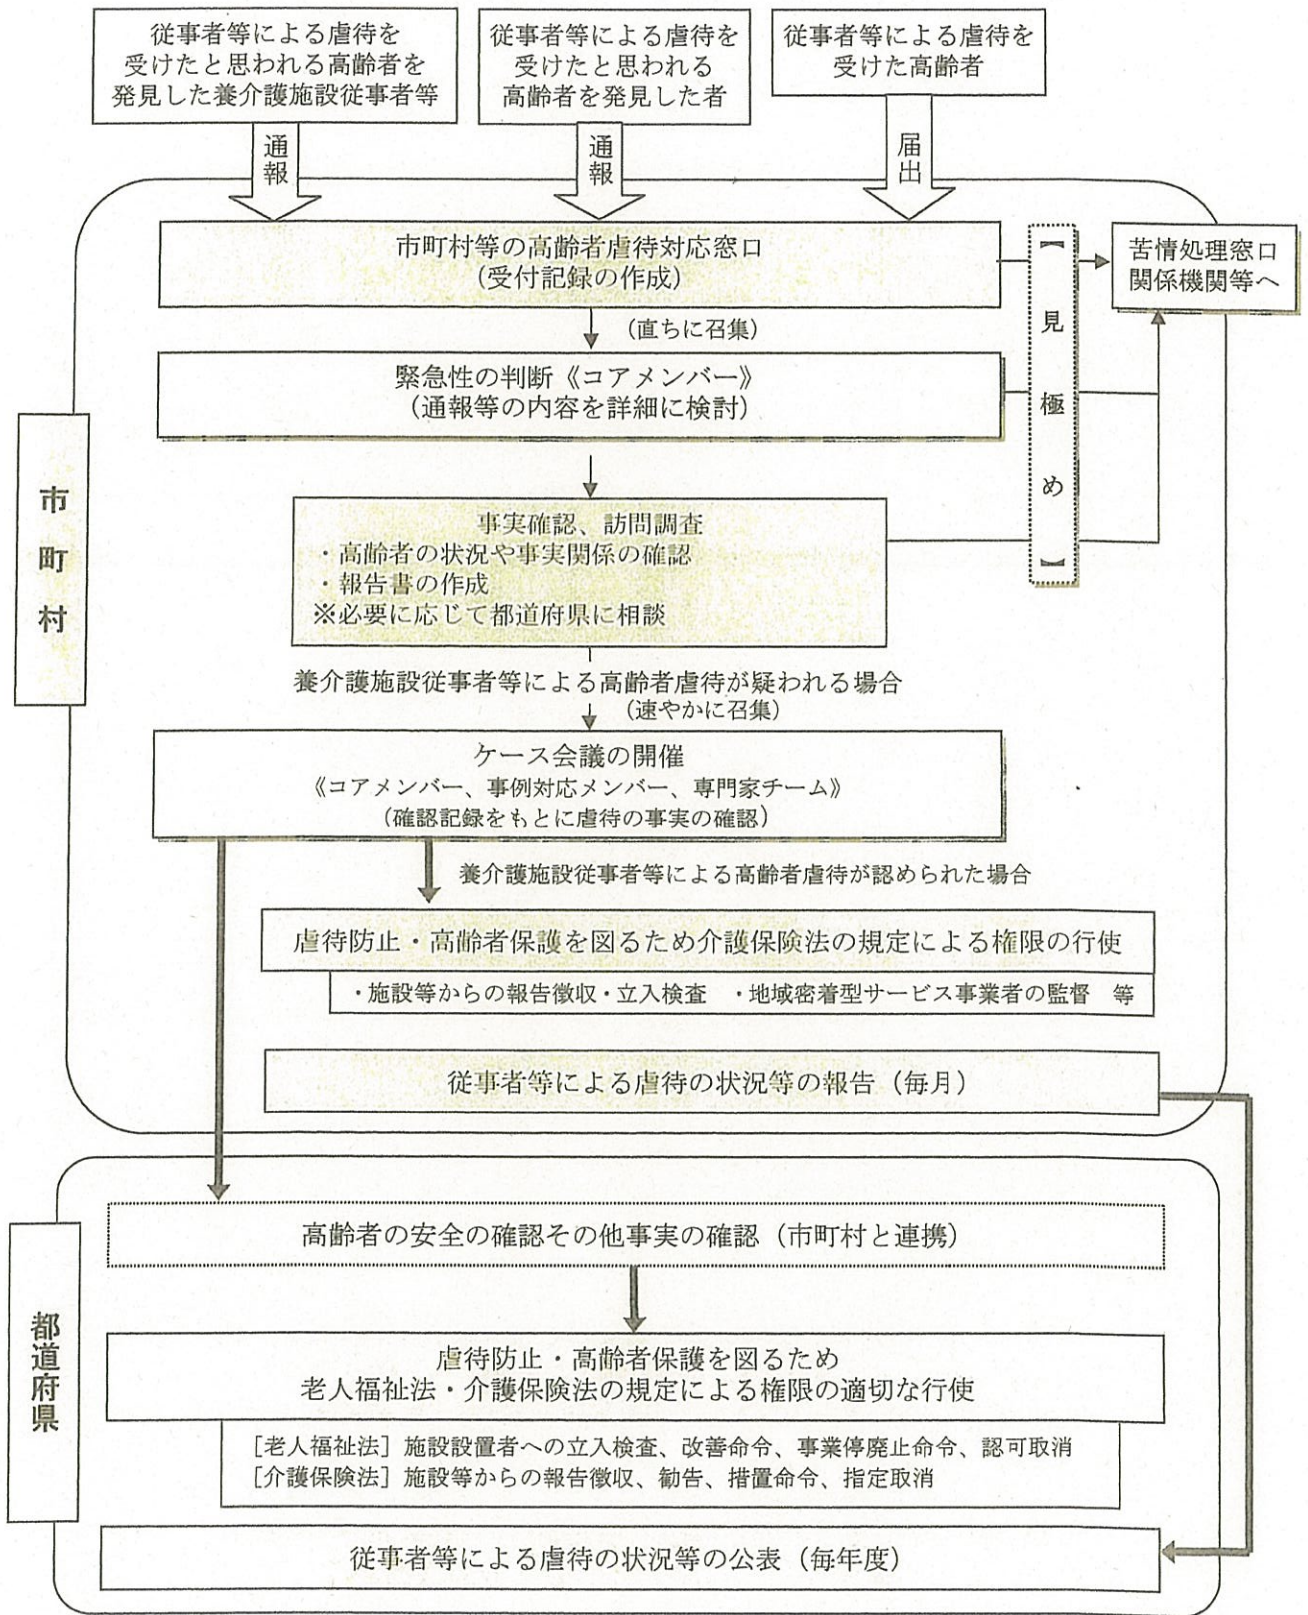 従事者等による虐待を
受けたと思われる高齢者を
発見した養介護施設従事者等
従事者等による虐待を
受けたと思われる
高齢者を発見した者
従事者等による虐待を
受けた高齢者
通報
通報
届出
市町村等の高齢者虐待対応窓口
(受付記録の作成)
【見極め】
苦情処理窓口
関係機関等へ
(直ちに召集)
緊急性の判断《コアメンバー》
(通報等の内容を詳細に検討)
市町村
事実確認、訪問調査
・高齢者の状況や事実関係の確認
・報告書の作成
※必要に応じて都道府県に相談
養介護施設従事者等による高齢者虐待が疑われる場合
(速やかに召集)
ケース会議の開催
《コアメンバー、事例対応メンバー、専門家チーム》
(確認記録をもとに虐待の事実の確認)
養介護施設従事者等による高齢者虐待が認められた場合
虐待防止・高齢者保護を図るため介護保険法の規定による権限の行使
・施設等からの報告徴収・立入検査 ・地域密着型サービス事業者の監督 等
従事者等による虐待の状況等の報告(毎月)
都道府県
高齢者の安全の確認その他事実の確認(市町村と連携)
虐待防止・高齢者保護を図るため
老人福祉法・介護保険法の規定による権限の適切な行使
[老人福祉法] 施設設置者への立入検査、改善命令、事業停廃止命令、認可取消
[介護保険法] 施設等からの報告徴収、勧告、措置命令、指定取消
従事者等による虐待の状況等の公表(毎年度)